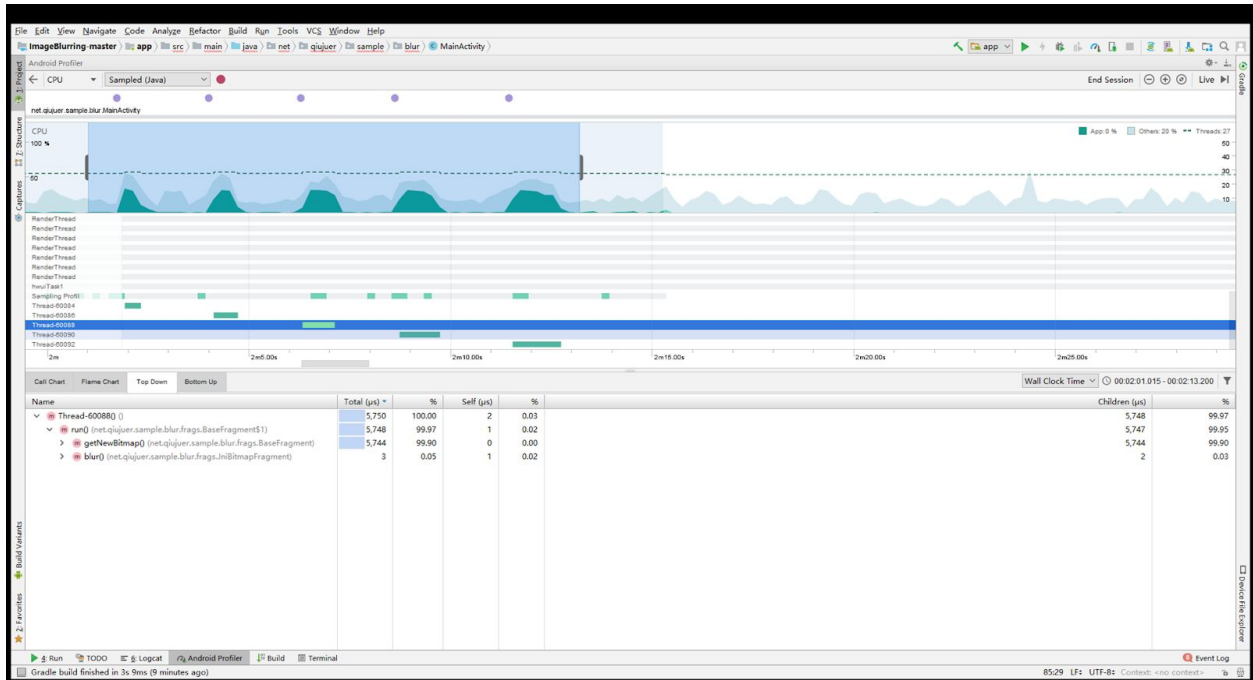 File Edit View Navigate Code Analyze Refactor Build Run Tools VCS Window Help
ImageBlurring-master app src main java net qiujuer sample blur MainActivity app
Android Profiler
CPU Sampled (Java) End Session Live
net.qiujuer.sample.blur.MainActivity
CPU App: 0 % Others: 20 % Threads: 27
100 % 50
40
50 30
20
10
RenderThread
RenderThread
RenderThread
RenderThread
RenderThread
RenderThread
RenderThread
hwuiTask1
Sampling Profil
Thread-60084
Thread-60086
Thread-60088
Thread-60090
Thread-60092
2m 2m5.00s 2m10.00s 2m15.00s 2m20.00s 2m25.00s
Call Chart Flame Chart Top Down Bottom Up Wall Clock Time 00:02:01.015 - 00:02:13.200
Name Total (μs) % Self (μs) % Children (μs) %
Thread-60088() () 5,750 100.00 2 0.03 5,748 99.97
run() (net.qiujuer.sample.blur.frags.BaseFragment$1) 5,748 99.97 1 0.02 5,747 99.95
getNewBitmap() (net.qiujuer.sample.blur.frags.BaseFragment) 5,744 99.90 0 0.00 5,744 99.90
blur() (net.qiujuer.sample.blur.frags.JniBitmapFragment) 3 0.05 1 0.02 2 0.03
1: Project
7: Structure
Captures
Build Variants
2: Favorites
Gradle
Device File Explorer
4: Run TODO 6: Logcat Android Profiler Build Terminal Event Log
Gradle build finished in 3s 9ms (9 minutes ago) 85:29 LF÷ UTF-8÷ Context: <no context>